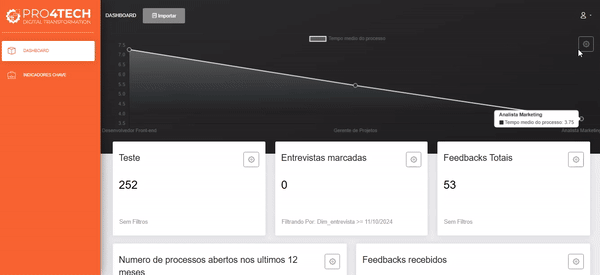 PRO4TECH
DIGITAL TRANSFORMATION
DASHBOARD
Importar
DASHBOARD
INDICADORES CHAVE
Tempo medio do processo
7.5
7.0
6.5
6.0
5.5
5.0
4.5
4.0
3.5
Desenvolvedor Front-end
Gerente de Projetos
Analista Marketing
Analista Marketing
Tempo medio do processo: 3.75
Teste
252
Sem Filtros
Entrevistas marcadas
0
Filtrando Por: Dim_entrevista >= 11/10/2024
Feedbacks Totais
53
Sem Filtros
Numero de processos abertos nos ultimos 12
meses
Feedbacks recebidos